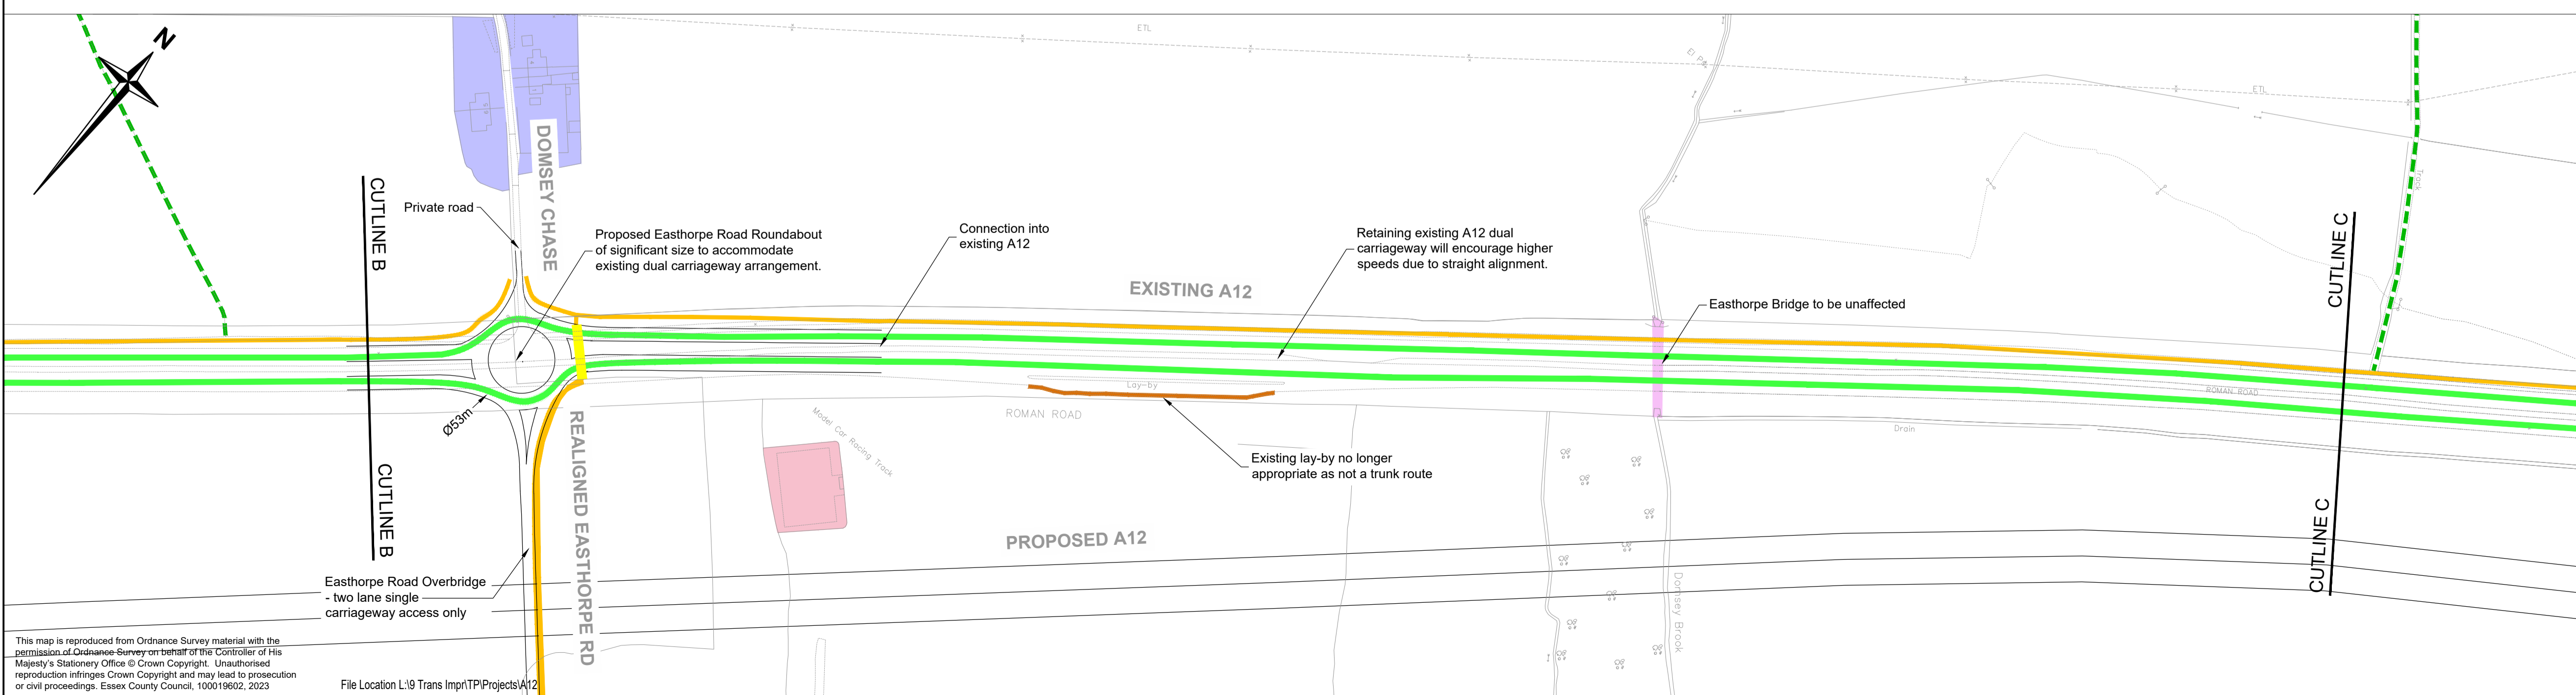 N
ETL
El P
ETL
Track
CUTLINE B
Private road
DOMSEY CHASE
Proposed Easthorpe Road Roundabout
of significant size to accommodate
existing dual carriageway arrangement.
Connection into
existing A12
Retaining existing A12 dual
carriageway will encourage higher
speeds due to straight alignment.
EXISTING A12
Easthorpe Bridge to be unaffected
CUTLINE C
Lay-by
ROMAN ROAD
ROMAN ROAD
Ø53m
Model Car Racing Track
Drain
Existing lay-by no longer
appropriate as not a trunk route
CUTLINE B
REALIGNED EASTHORPE RD
PROPOSED A12
CUTLINE C
Domsey Brook
Easthorpe Road Overbridge
- two lane single
carriageway access only
This map is reproduced from Ordnance Survey material with the
permission of Ordnance Survey on behalf of the Controller of His
Majesty's Stationery Office © Crown Copyright. Unauthorised
reproduction infringes Crown Copyright and may lead to prosecution
or civil proceedings. Essex County Council, 100019602, 2023
File Location L:\9 Trans Impr\TP\Projects\A12